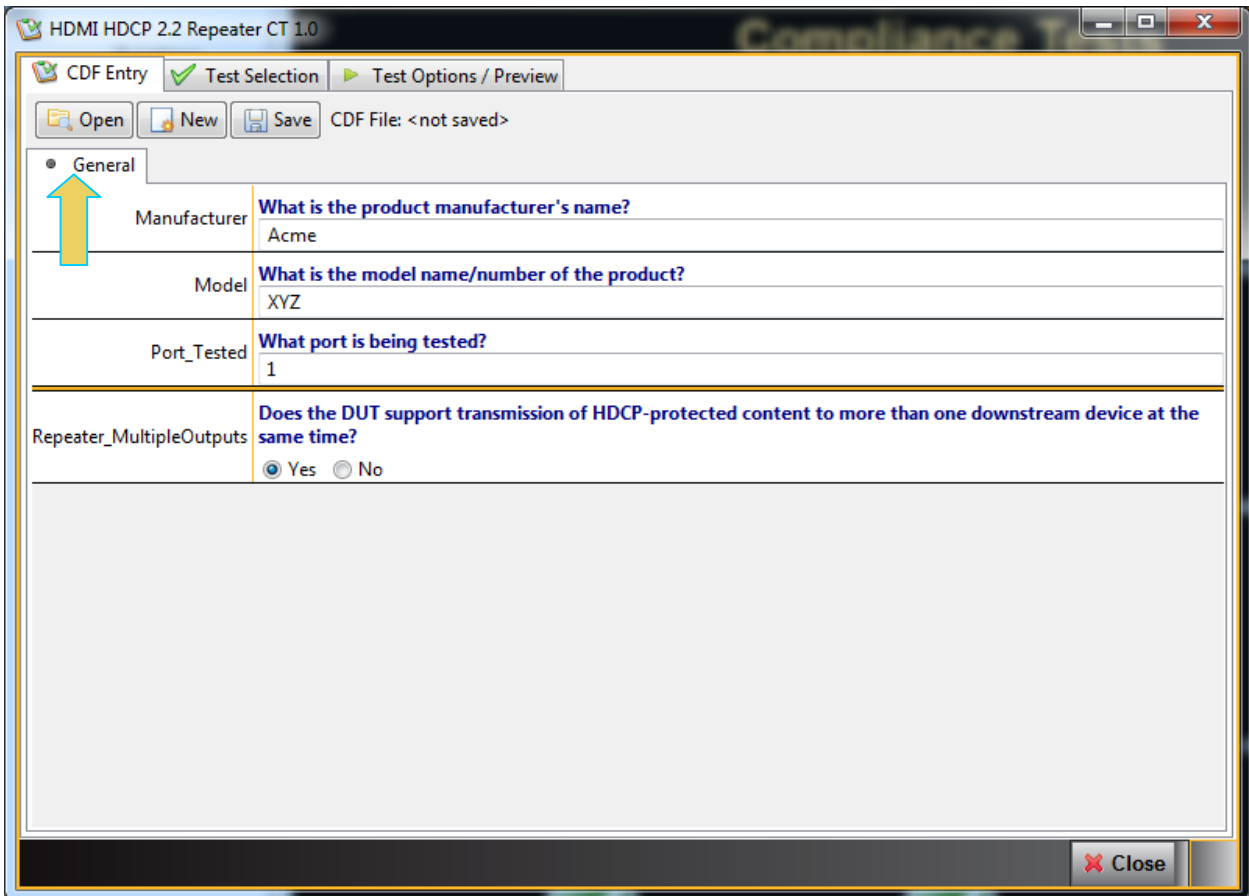 HDMI HDCP 2.2 Repeater CT 1.0
Compliance Tests
CDF Entry Test Selection Test Options / Preview
Open New Save CDF File: <not saved>
General
Manufacturer What is the product manufacturer's name?
Acme
Model What is the model name/number of the product?
XYZ
Port_Tested What port is being tested?
1
Repeater_MultipleOutputs Does the DUT support transmission of HDCP-protected content to more than one downstream device at the
same time?
Yes No
Close